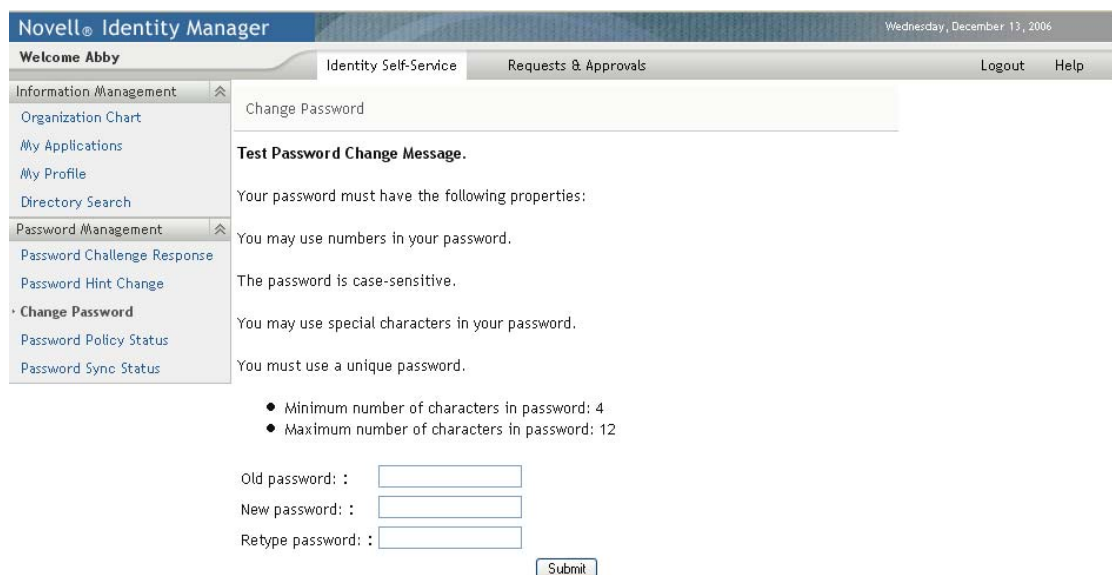 Novell® Identity Manager
Wednesday, December 13, 2006
Welcome Abby
Identity Self-Service
Requests & Approvals
Logout
Help
Information Management
Organization Chart
My Applications
My Profile
Directory Search
Password Management
Password Challenge Response
Password Hint Change
Change Password
Password Policy Status
Password Sync Status
Change Password
Test Password Change Message.
Your password must have the following properties:
You may use numbers in your password.
The password is case-sensitive.
You may use special characters in your password.
You must use a unique password.
● Minimum number of characters in password: 4
● Maximum number of characters in password: 12
Old password: :
New password: :
Retype password: :
Submit